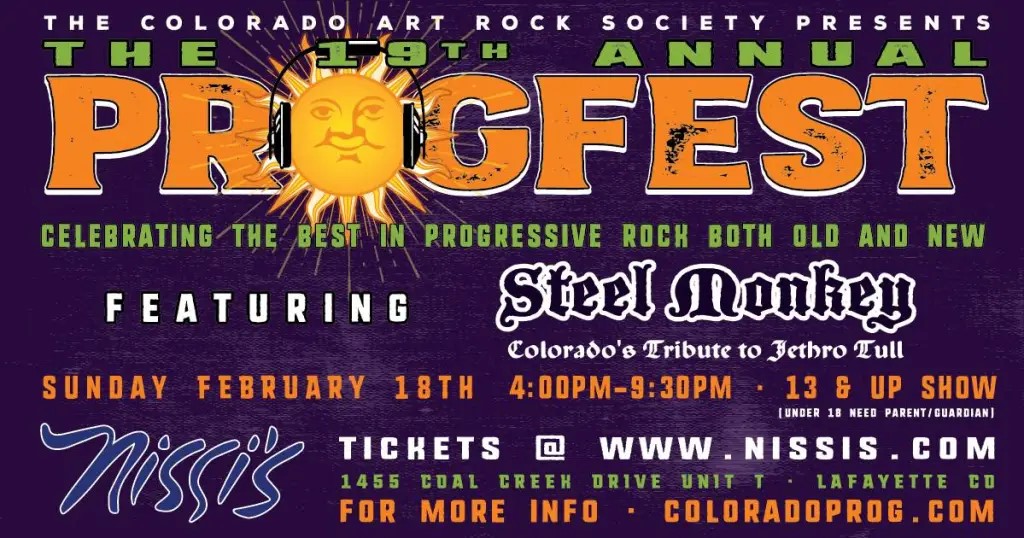 THE COLORADO ART ROCK SOCIETY PRESENTS
THE 19TH ANNUAL
PROGFEST
CELEBRATING THE BEST IN PROGRESSIVE ROCK BOTH OLD AND NEW
FEATURING
Steel Monkey
Colorado's Tribute to Jethro Tull
SUNDAY FEBRUARY 18TH 4:00PM-9:30PM · 13 & UP SHOW
[UNDER 18 NEED PARENT/GUARDIAN]
Nissi's
TICKETS @ WWW.NISSIS.COM
1455 COAL CREEK DRIVE UNIT T · LAFAYETTE CO
FOR MORE INFO · COLORADOPROG.COM